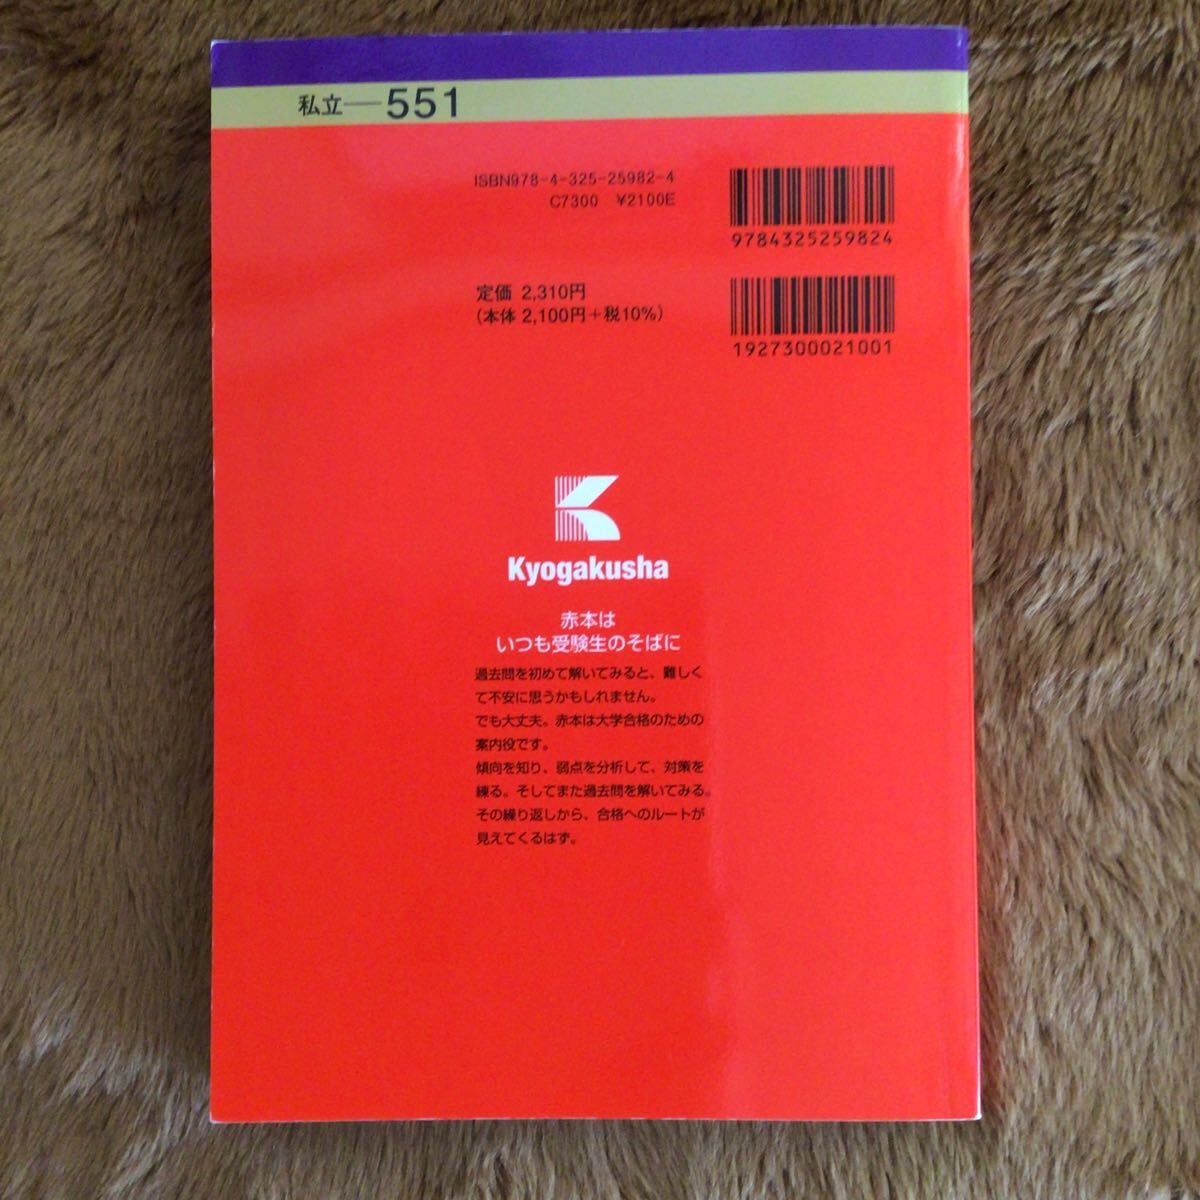 私立―551
ISBN978-4-325-25982-4
C7300 ¥2100E
9784325259824
定価 2,310円
(本体 2,100円+税10%)
1927300021001
Kyogakusha
赤本は
いつも受験生のそばに
過去問を初めて解いてみると、難しく
て不安に思うかもしれません。
でも大丈夫。赤本は大学合格のための
案内役です。
傾向を知り、弱点を分析して、対策を
練る。そしてまた過去問を解いてみる。
その繰り返しから、合格へのルートが
見えてくるはず。